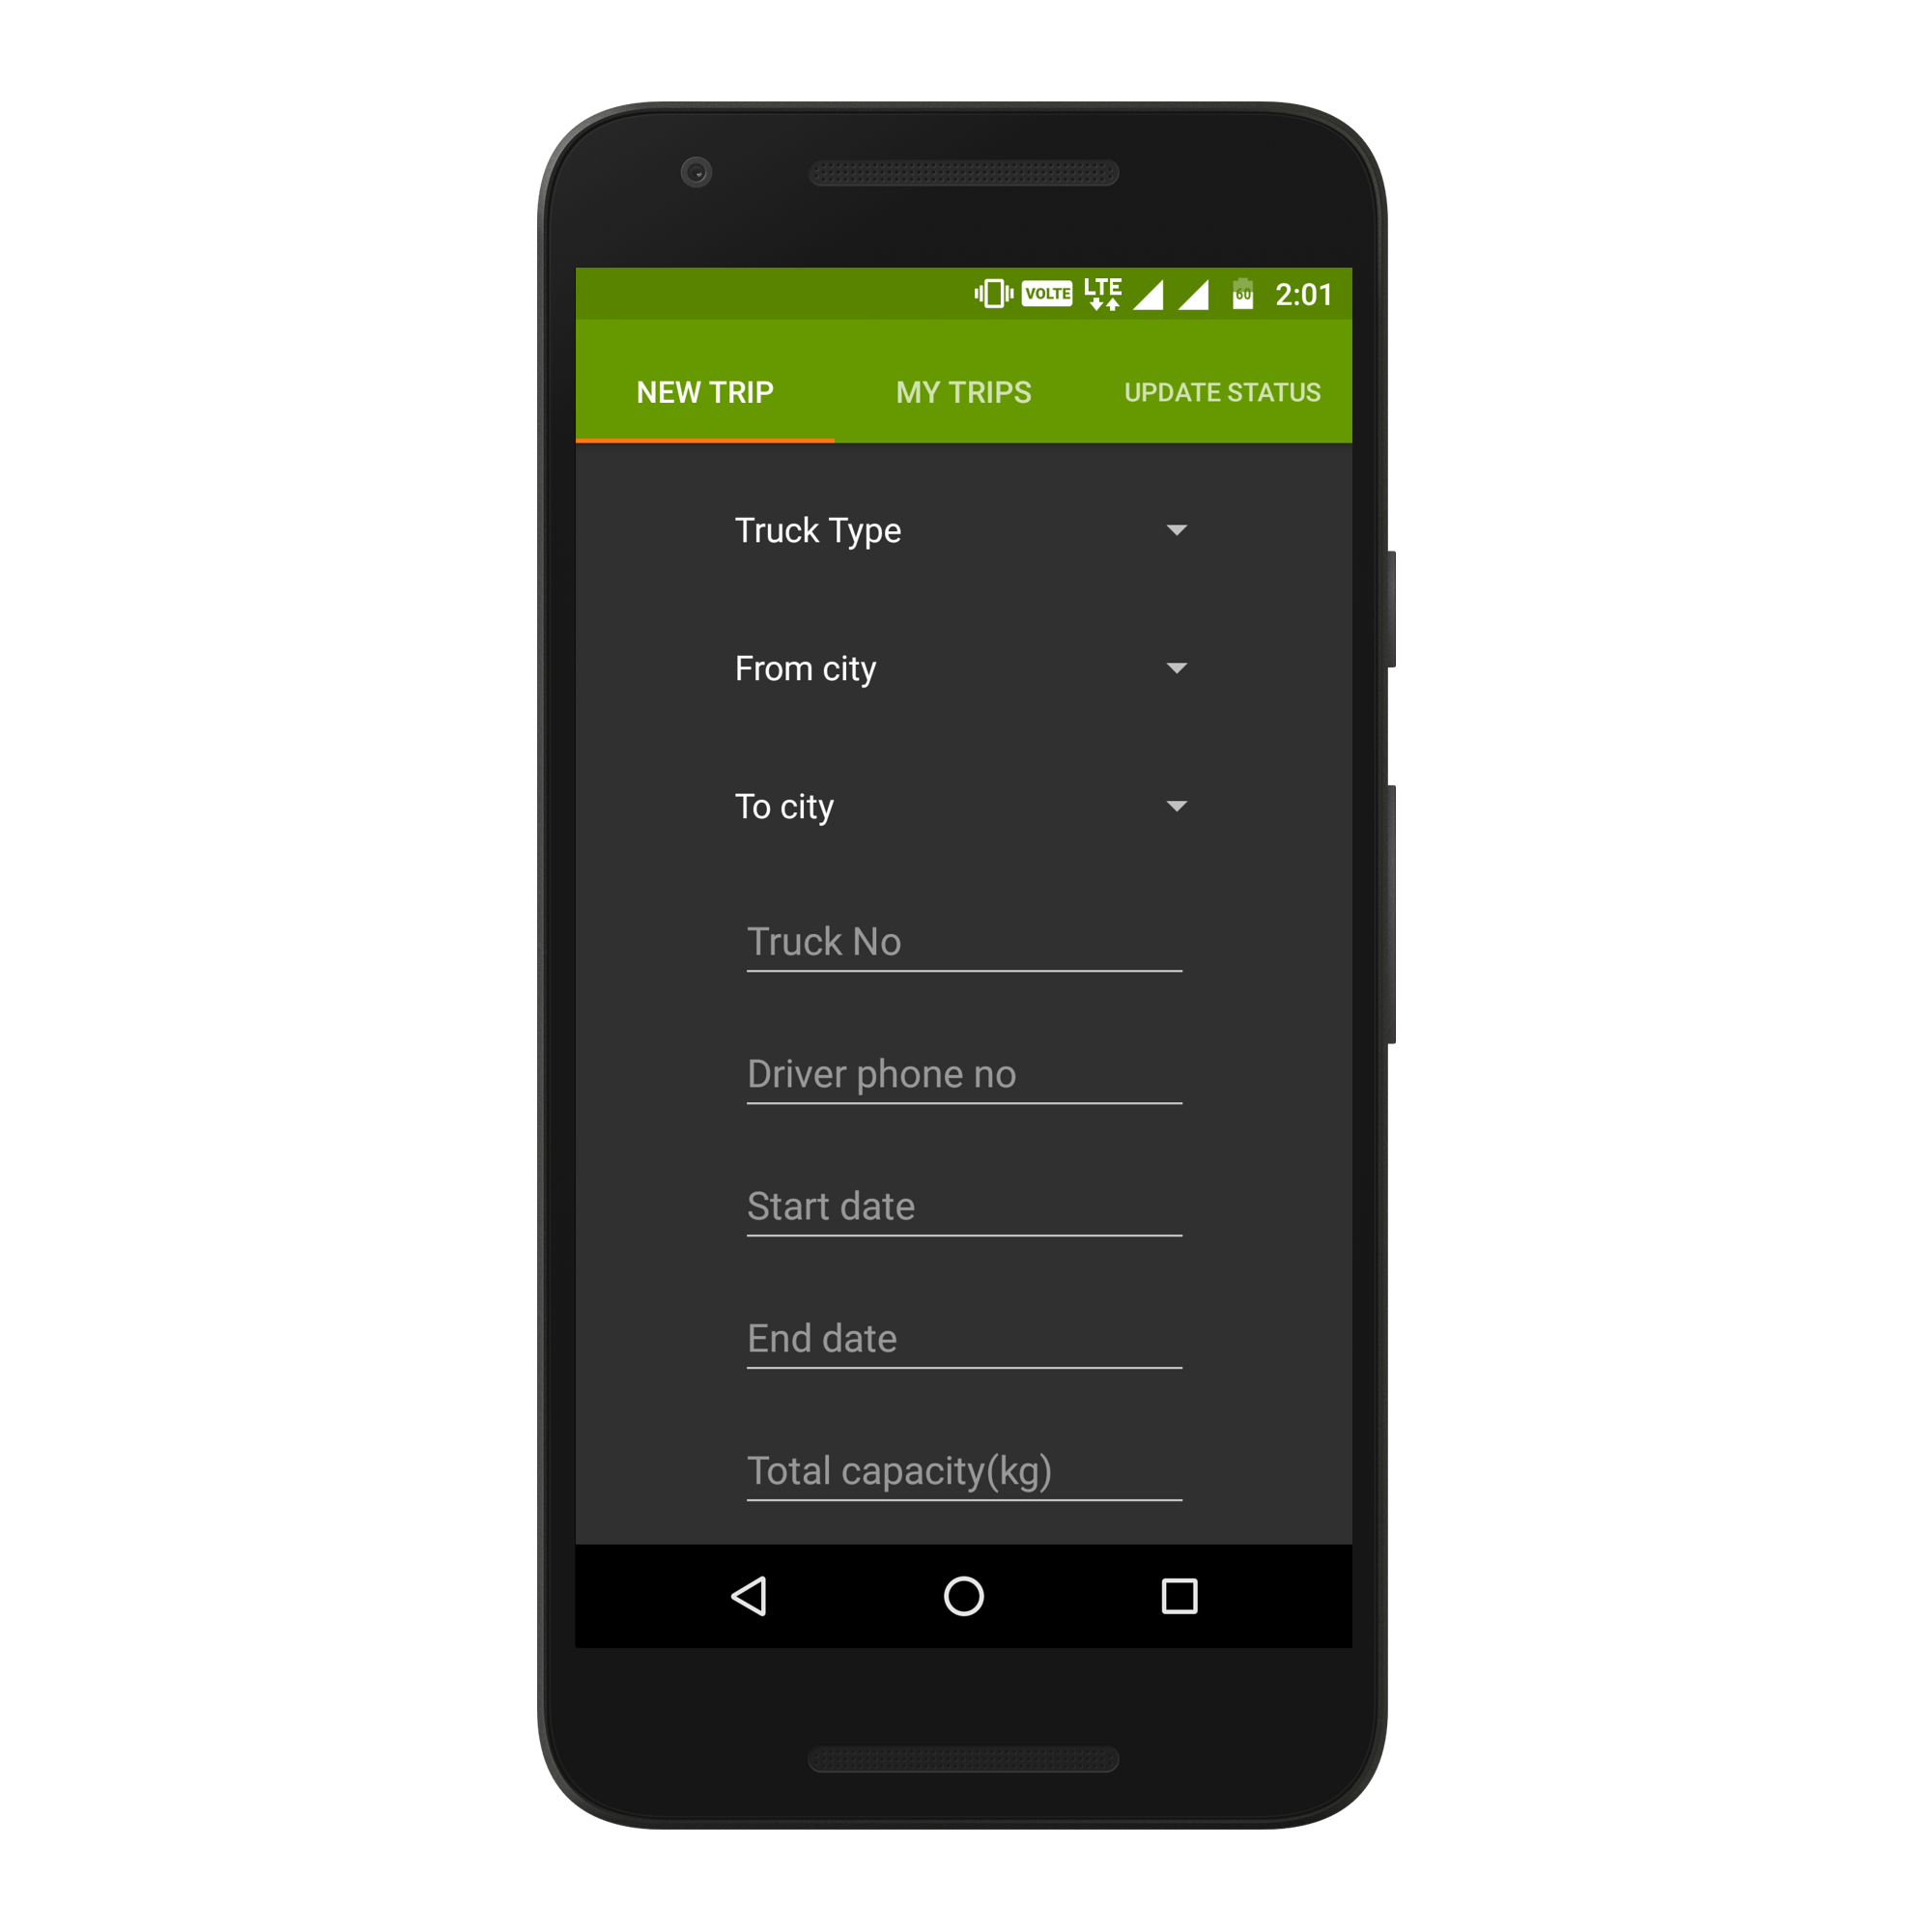 VOLTE LTE 60 2:01
NEW TRIP MY TRIPS UPDATE STATUS
Truck Type
From city
To city
Truck No
Driver phone no
Start date
End date
Total capacity(kg)